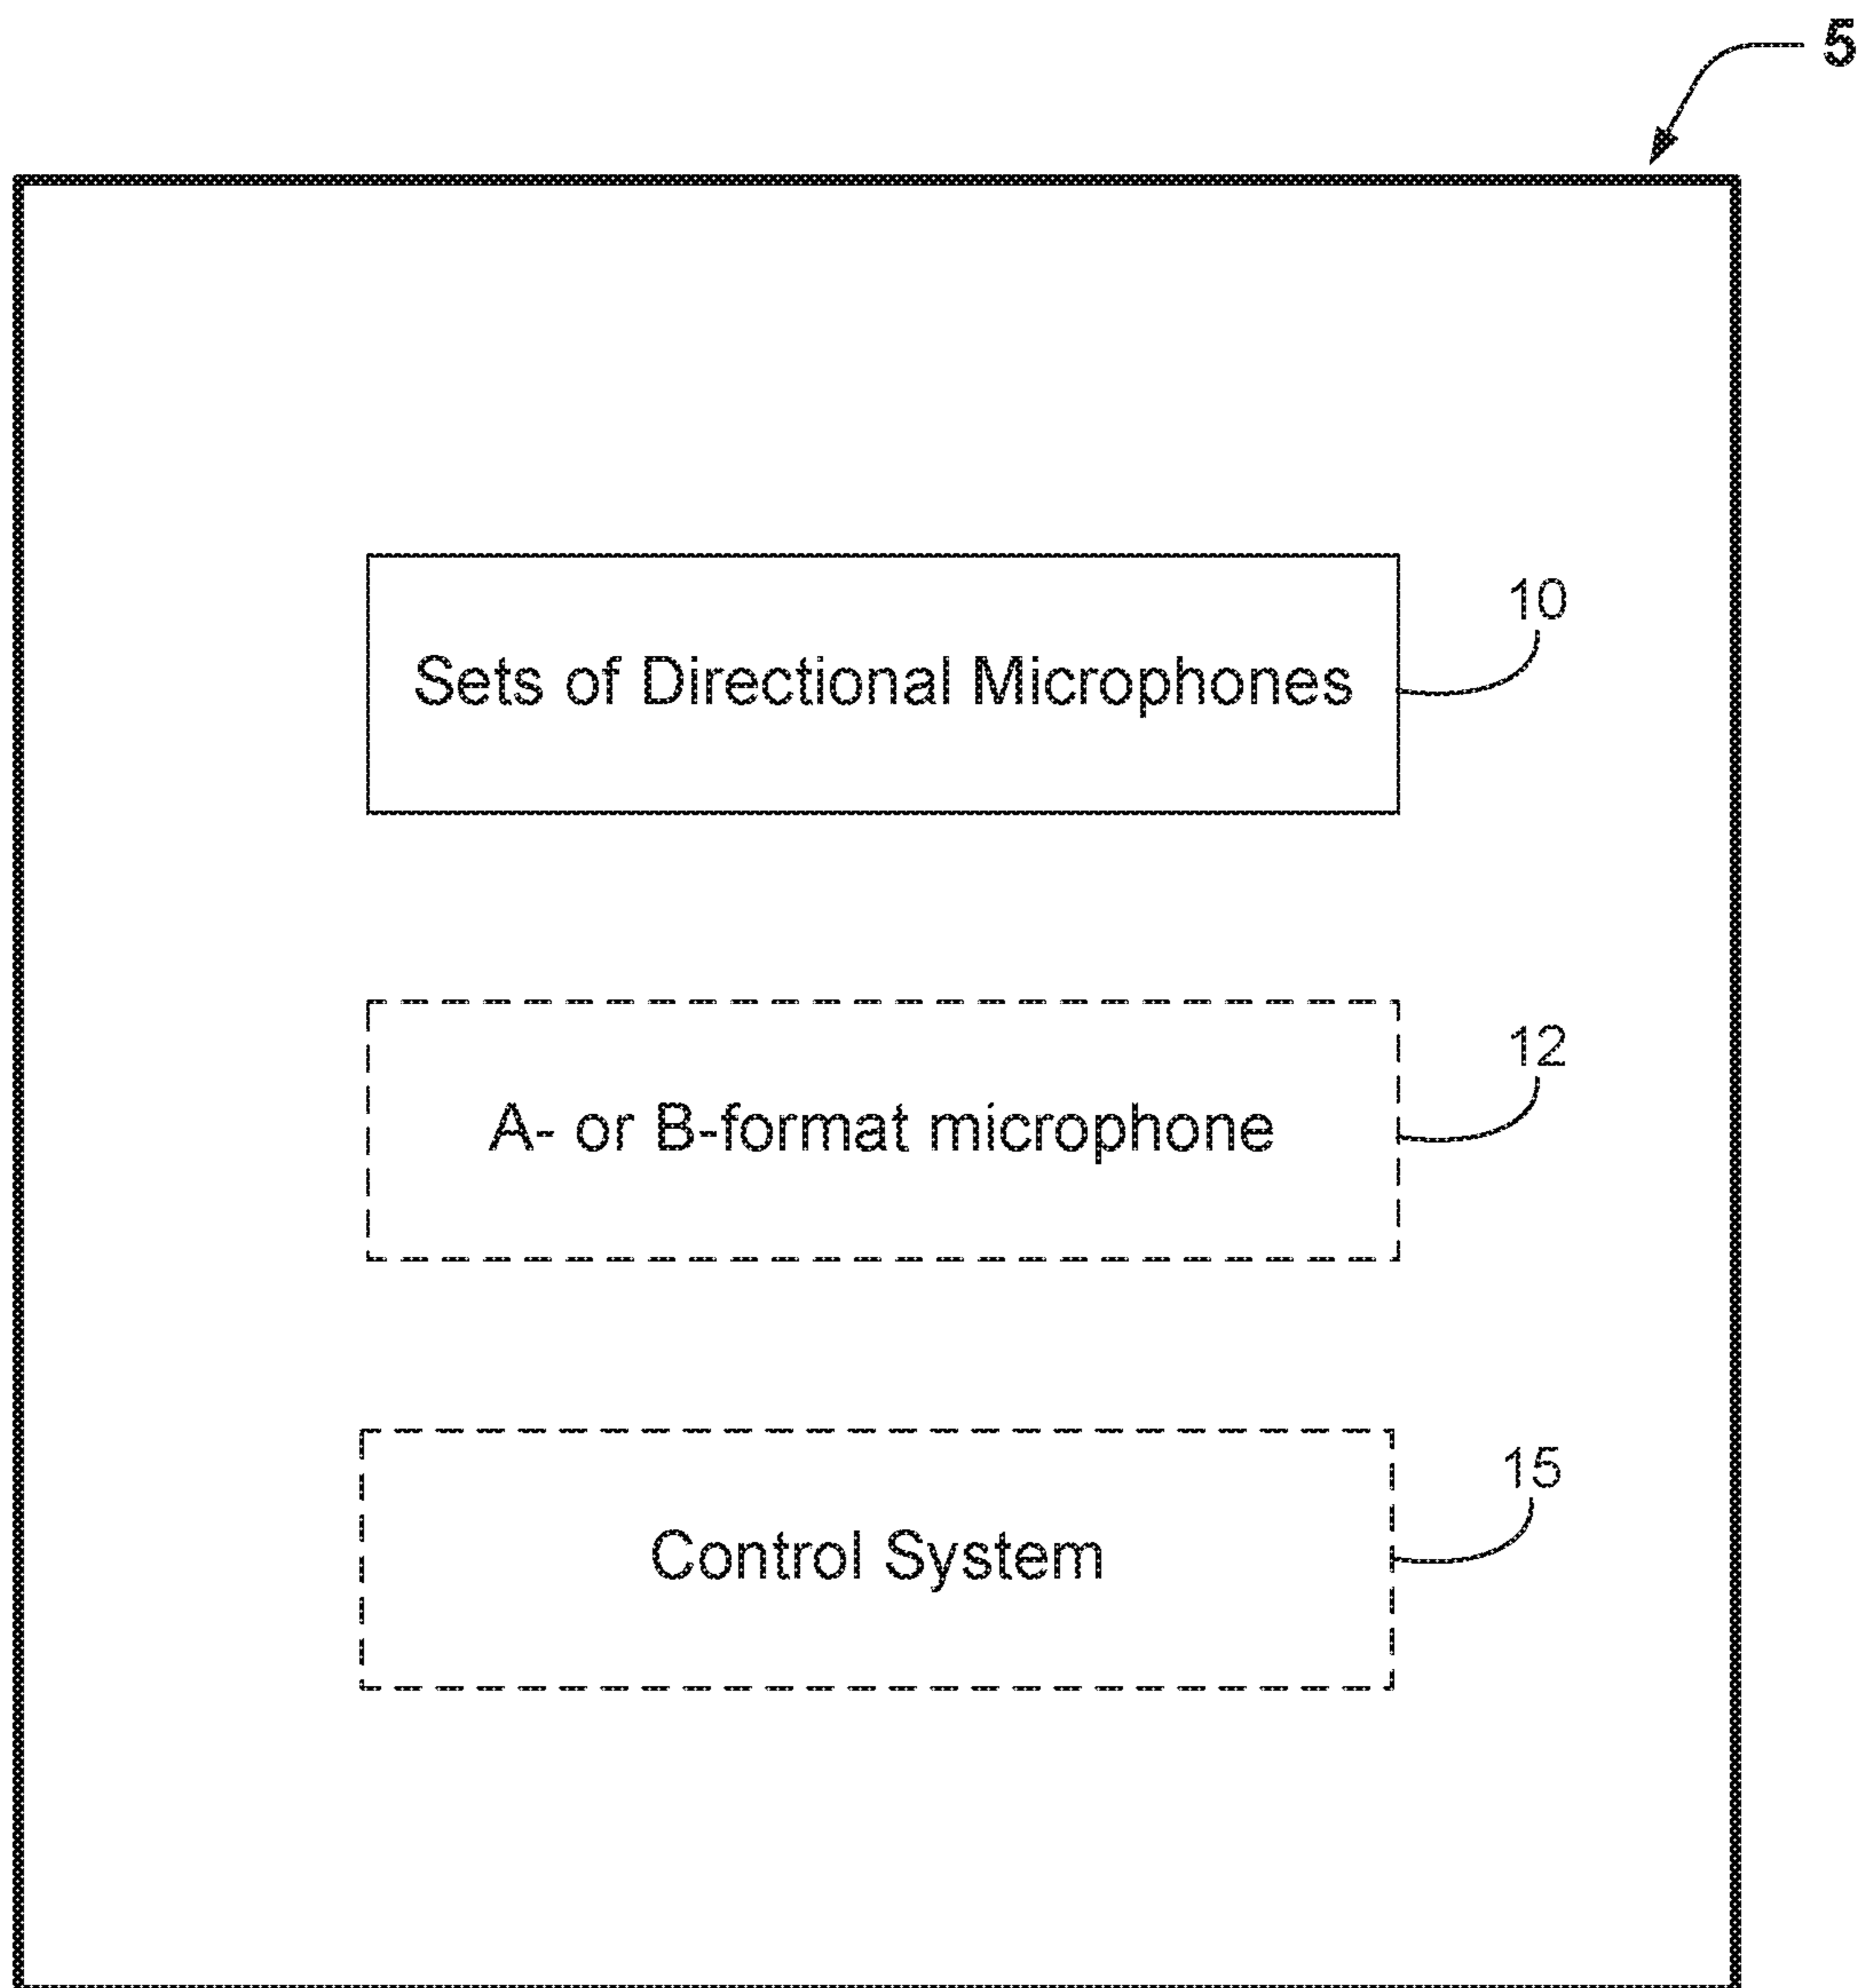 5
Sets of Directional Microphones
10
A- or B-format microphone
12
Control System
15